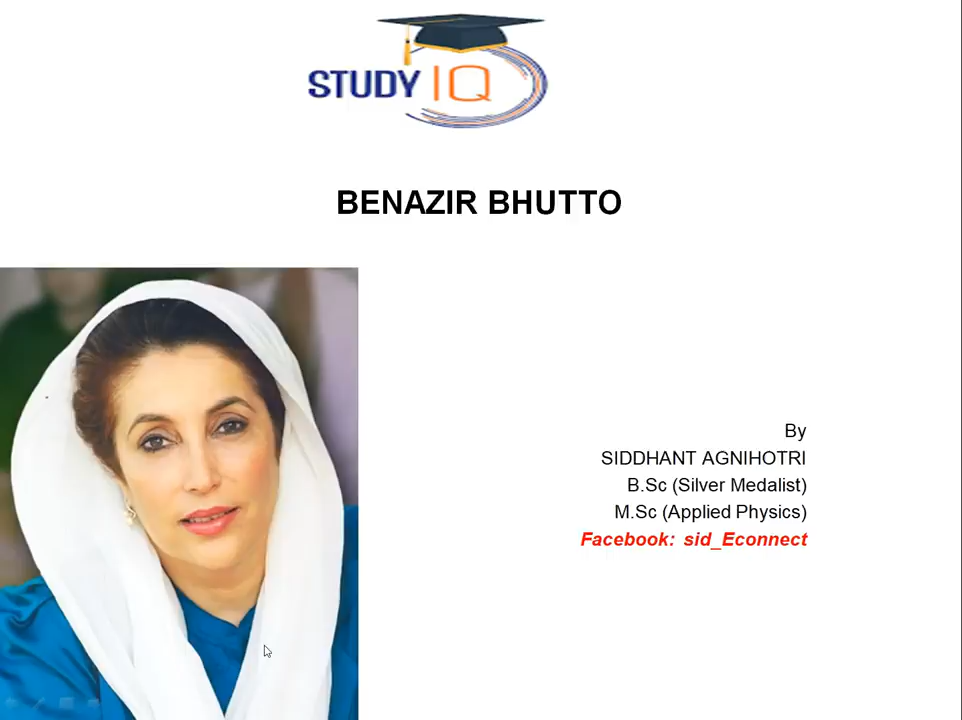 STUDY IQ
BENAZIR BHUTTO
By
SIDDHANT AGNIHOTRI
B.Sc (Silver Medalist)
M.Sc (Applied Physics)
Facebook: sid_Econnect